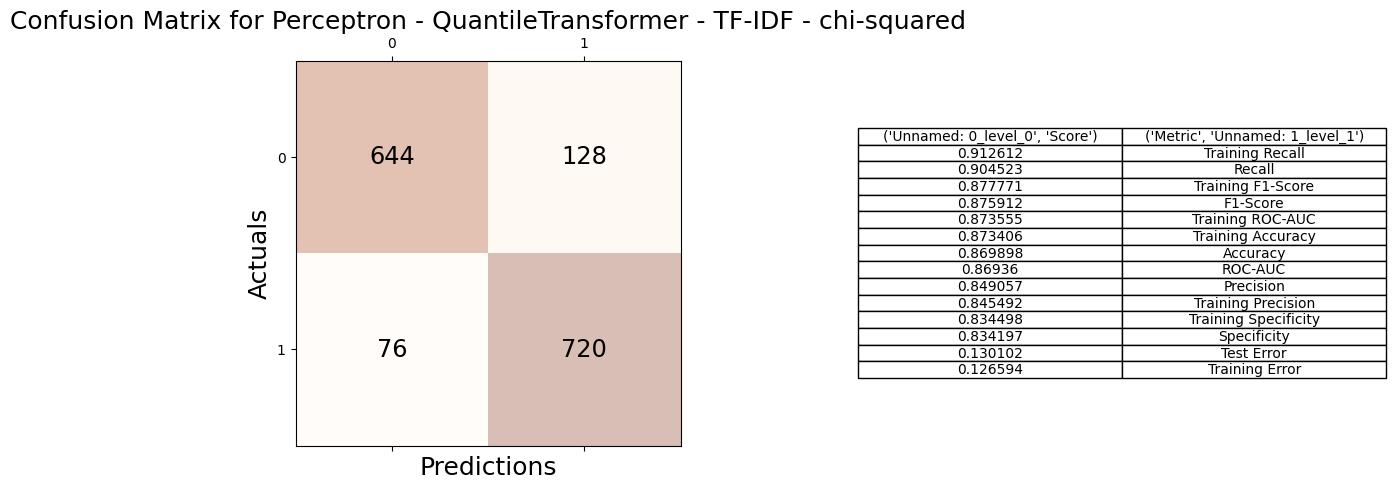 Confusion Matrix for Perceptron - QuantileTransformer - TF-IDF - chi-squared
0 1
0 644 128
Actuals
1 76 720
Predictions
('Unnamed: 0_level_0', 'Score') ('Metric', 'Unnamed: 1_level_1')
0.912612 Training Recall
0.904523 Recall
0.877771 Training F1-Score
0.875912 F1-Score
0.873555 Training ROC-AUC
0.873406 Training Accuracy
0.869898 Accuracy
0.86936 ROC-AUC
0.849057 Precision
0.845492 Training Precision
0.834498 Training Specificity
0.834197 Specificity
0.130102 Test Error
0.126594 Training Error